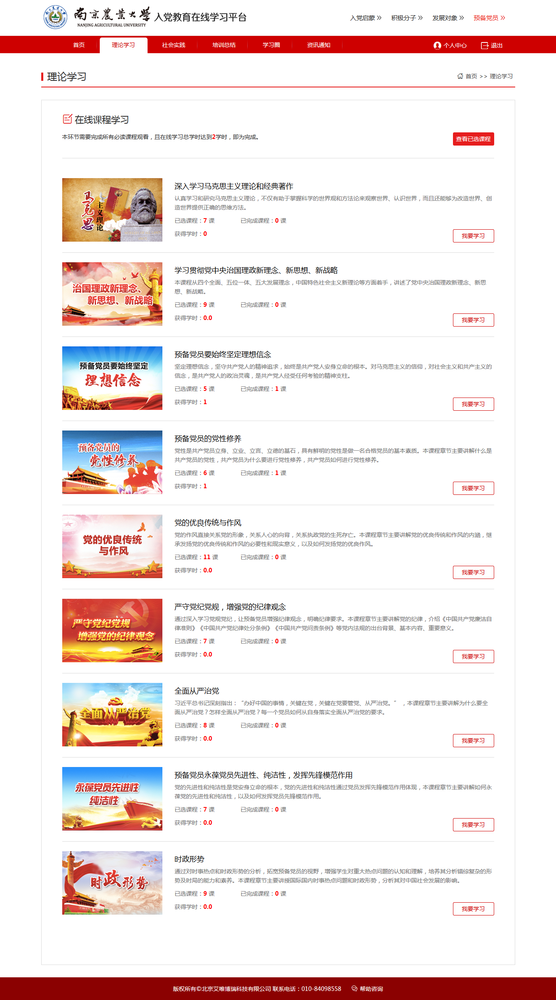 南京農業大学 入党教育在线学习平台
NANJING AGRICULTURAL UNIVERSITY
入党启蒙 积极分子 发展对象 预备党员
首页 理论学习 社会实践 培训总结 学习圈 资讯通知 个人中心 退出
理论学习
首页 >> 理论学习
在线课程学习
本环节需要完成所有必读课程观看，且在线学习总学时达到2学时，即为完成。
查看已选课程
马克思
主义理论
深入学习马克思主义理论和经典著作
认真学习和研究马克思主义理论，不仅有助于掌握科学的世界观和方法论来观察世界、认识世界，而且还能够为改造世界、创
造世界提供正确的思维方法。
已选课程：7 课 已完成课程：0 课
获得学时：0
我要学习
治国理政新理念、
新思想、新战略
学习贯彻党中央治国理政新理念、新思想、新战略
本课程从四个全面、五位一体、五大发展理念，中国特色社会主义新理论等方面着手，讲述了党中央治国理政新理念、新思
想、新战略。
已选课程：9 课 已完成课程：0 课
获得学时：0.0
我要学习
预备党员要始终坚定
理想信念
预备党员要始终坚定理想信念
坚定理想信念，坚守共产党人的精神追求，始终是共产党人安身立命的根本。对马克思主义的信仰，对社会主义和共产主义的
信念，是共产党人的政治灵魂，是共产党人经受任何考验的精神支柱。
已选课程：5 课 已完成课程：1 课
获得学时：1
我要学习
预备党员的
党性修养
预备党员的党性修养
党性是共产党员立身、立业、立言、立德的基石，具有鲜明的党性是做一名合格党员的基本素质。本课程章节主要讲解什么是
共产党员的党性，共产党员为什么要进行党性修养，共产党员如何进行党性修养。
已选课程：6 课 已完成课程：1 课
获得学时：1
我要学习
党的优良传统
与作风
党的优良传统与作风
党的作风直接关系党的形象，关系人心的向背，关系执政党的生死存亡。本课程章节主要讲解党的优良传统和作风的内涵，继
承发扬党的优良传统和作风的必要性和现实意义，以及如何发扬党的优良作风。
已选课程：11 课 已完成课程：0 课
获得学时：0.0
我要学习
严守党纪党规
增强党的纪律观念
严守党纪党规，增强党的纪律观念
通过深入学习党规党纪，让预备党员增强纪律观念，明确纪律要求。本课程章节主要讲解党的纪律，介绍《中国共产党廉洁自
律准则》《中国共产党纪律处分条例》《中国共产党问责条例》等党内法规的出台背景、基本内容、重要意义。
已选课程：7 课 已完成课程：0 课
获得学时：0.0
我要学习
全面从严治党
全面从严治党
习近平总书记深刻指出：“办好中国的事情，关键在党，关键在党要管党、从严治党。”，本课程章节主要讲解为什么要全
面从严治党？怎样全面从严治党？每一个党员如何从自身落实全面从严治党的要求。
已选课程：8 课 已完成课程：0 课
获得学时：0.0
我要学习
永葆党员先进性
纯洁性
预备党员永葆党员先进性、纯洁性，发挥先锋模范作用
党的先进性和纯洁性是党安身立命的根本，党的先进性和纯洁性通过党员发挥先锋模范作用体现，本课程章节主要讲解如何永
葆党的先进性和纯洁性，以及如何发挥党员先锋模范作用。
已选课程：7 课 已完成课程：0 课
获得学时：0.0
我要学习
时政形势
时政形势
通过对时事热点和时政形势的分析，拓宽预备党员的视野，增强学生对重大热点问题的认知和理解，培养其分析错综复杂的形
势及时局的能力和素养。本课程章节主要讲授国际国内时事热点问题和时政形势，分析其对中国社会发展的影响。
已选课程：9 课 已完成课程：0 课
获得学时：0.0
我要学习
版权所有©北京艾唯博瑞科技有限公司 联系电话：010-84098558 帮助咨询